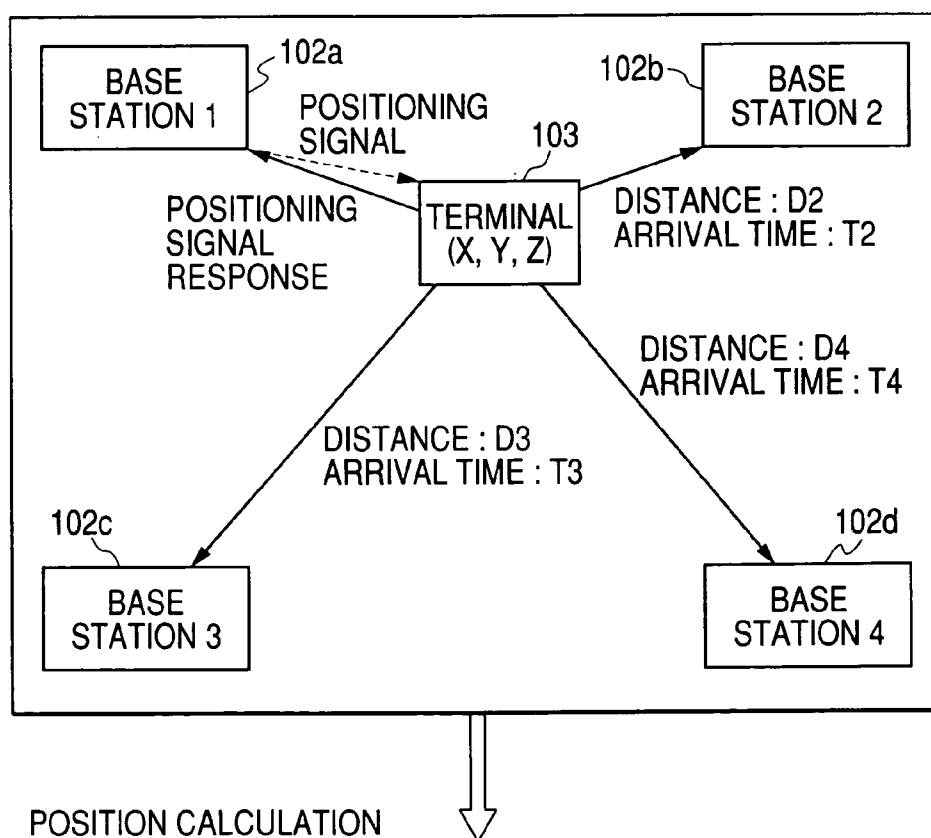 102a
BASE
STATION 1
102b
BASE
STATION 2
POSITIONING
SIGNAL
103
POSITIONING
SIGNAL
RESPONSE
TERMINAL
(X, Y, Z)
DISTANCE : D2
ARRIVAL TIME : T2
DISTANCE : D4
ARRIVAL TIME : T4
DISTANCE : D3
ARRIVAL TIME : T3
102c
BASE
STATION 3
102d
BASE
STATION 4
POSITION CALCULATION